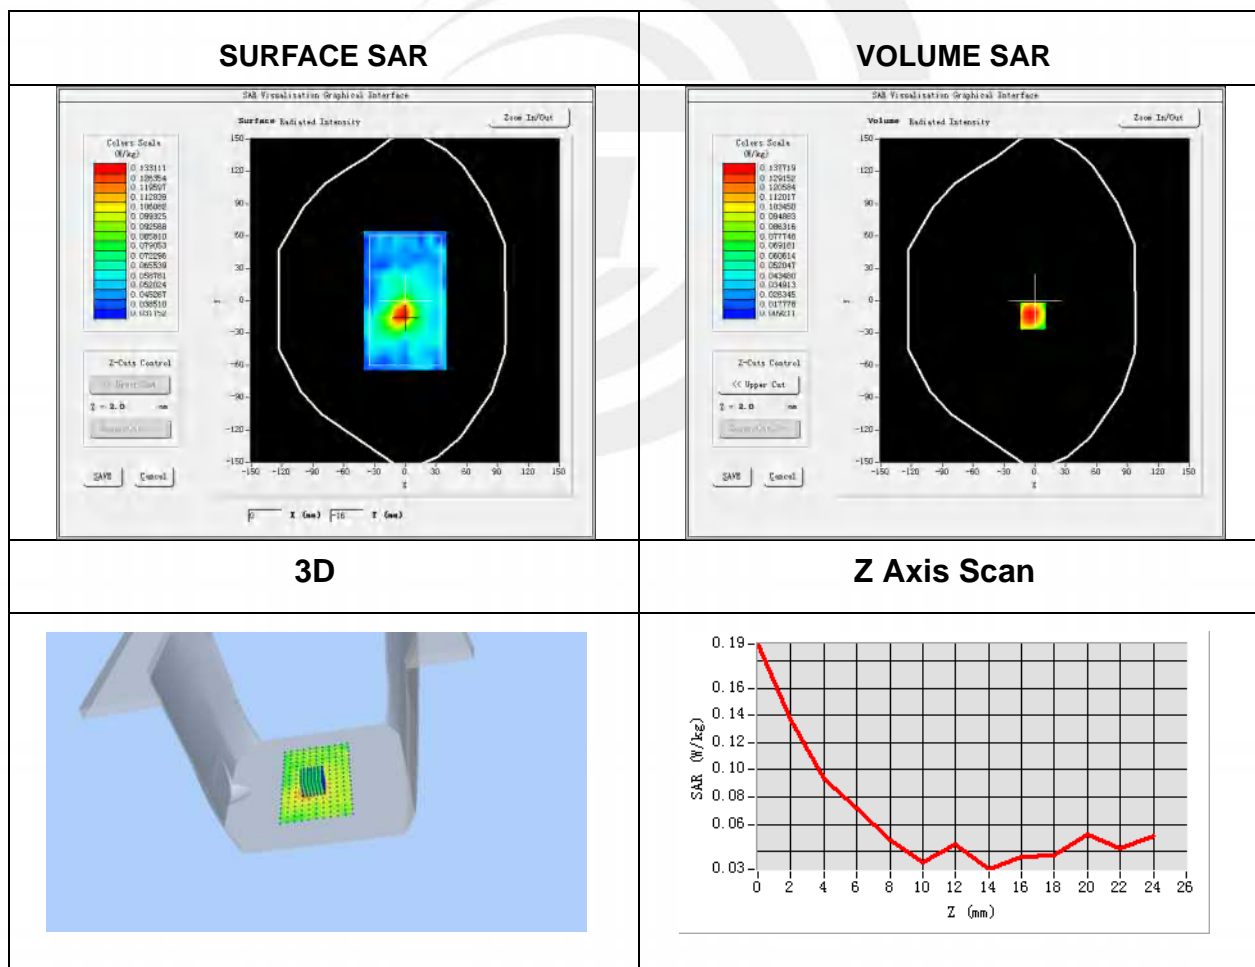 SURFACE SAR
VOLUME SAR
SAR Visualisation Graphical Interface
Surface Radiated Intensity
Zoom In/Out
Colors Scale
(W/kg)
0.133111
0.126354
0.119597
0.112839
0.106082
0.099325
0.092568
0.085810
0.079053
0.072296
0.065539
0.058781
0.052024
0.045267
0.038510
0.031752
150
120
90
60
30
0
-30
-60
-90
-120
-150
-150 -120 -90 -60 -30 0 30 60 90 120 150
X
Z-Cuts Control
Z = 2.0 mm
SAVE Cancel
0 X (mm) -16 Y (mm)
SAR Visualisation Graphical Interface
Volume Radiated Intensity
Zoom In/Out
Colors Scale
(W/kg)
0.137719
0.129152
0.120584
0.112017
0.103450
0.094883
0.086316
0.077748
0.069181
0.060614
0.052047
0.043480
0.034913
0.026345
0.017778
0.009211
150
120
90
60
30
0
-30
-60
-90
-120
-150
-150 -120 -90 -60 -30 0 30 60 90 120 150
X
Z-Cuts Control
<< Upper Cut
Z = 2.0 mm
SAVE Cancel
3D
Z Axis Scan
SAR (W/kg)
0.19
0.16
0.14
0.12
0.10
0.08
0.06
0.03
0 2 4 6 8 10 12 14 16 18 20 22 24 26
Z (mm)